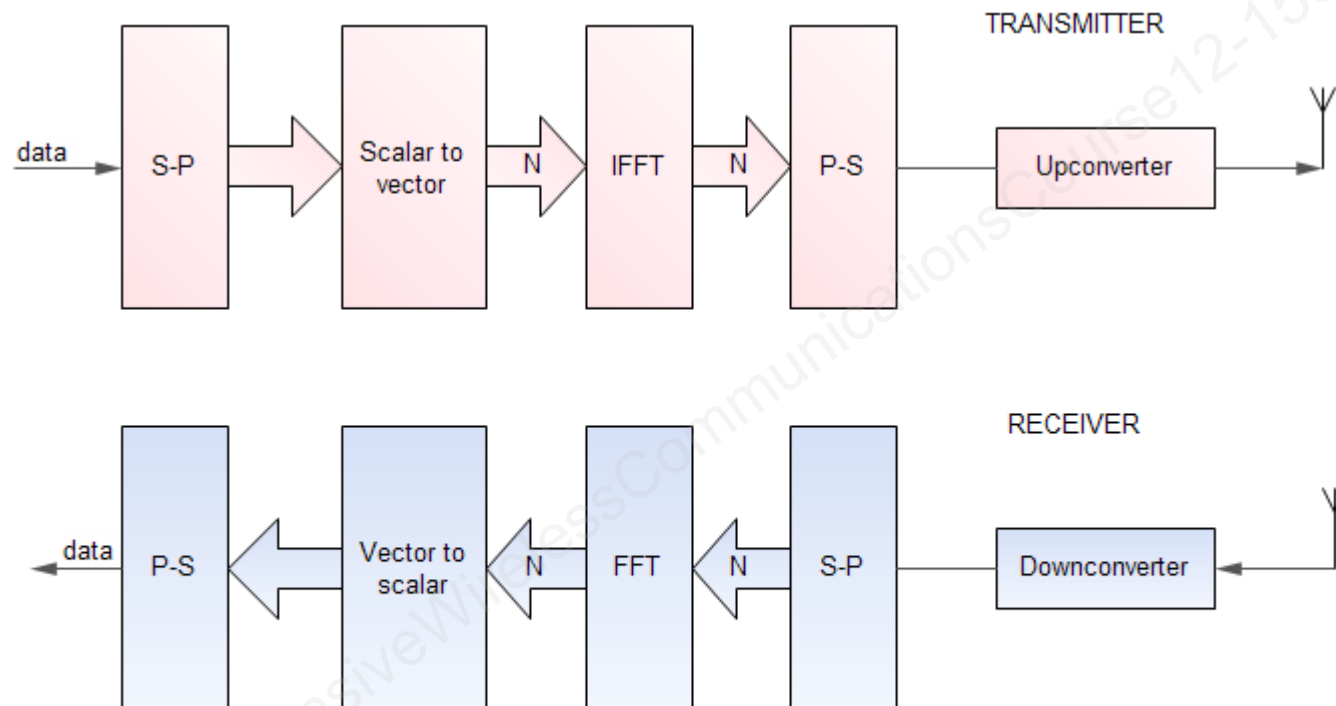 TRANSMITTER
data
S-P
Scalar to
vector
N
IFFT
N
P-S
Upconverter
RECEIVER
data
P-S
Vector to
scalar
N
FFT
N
S-P
Downconverter